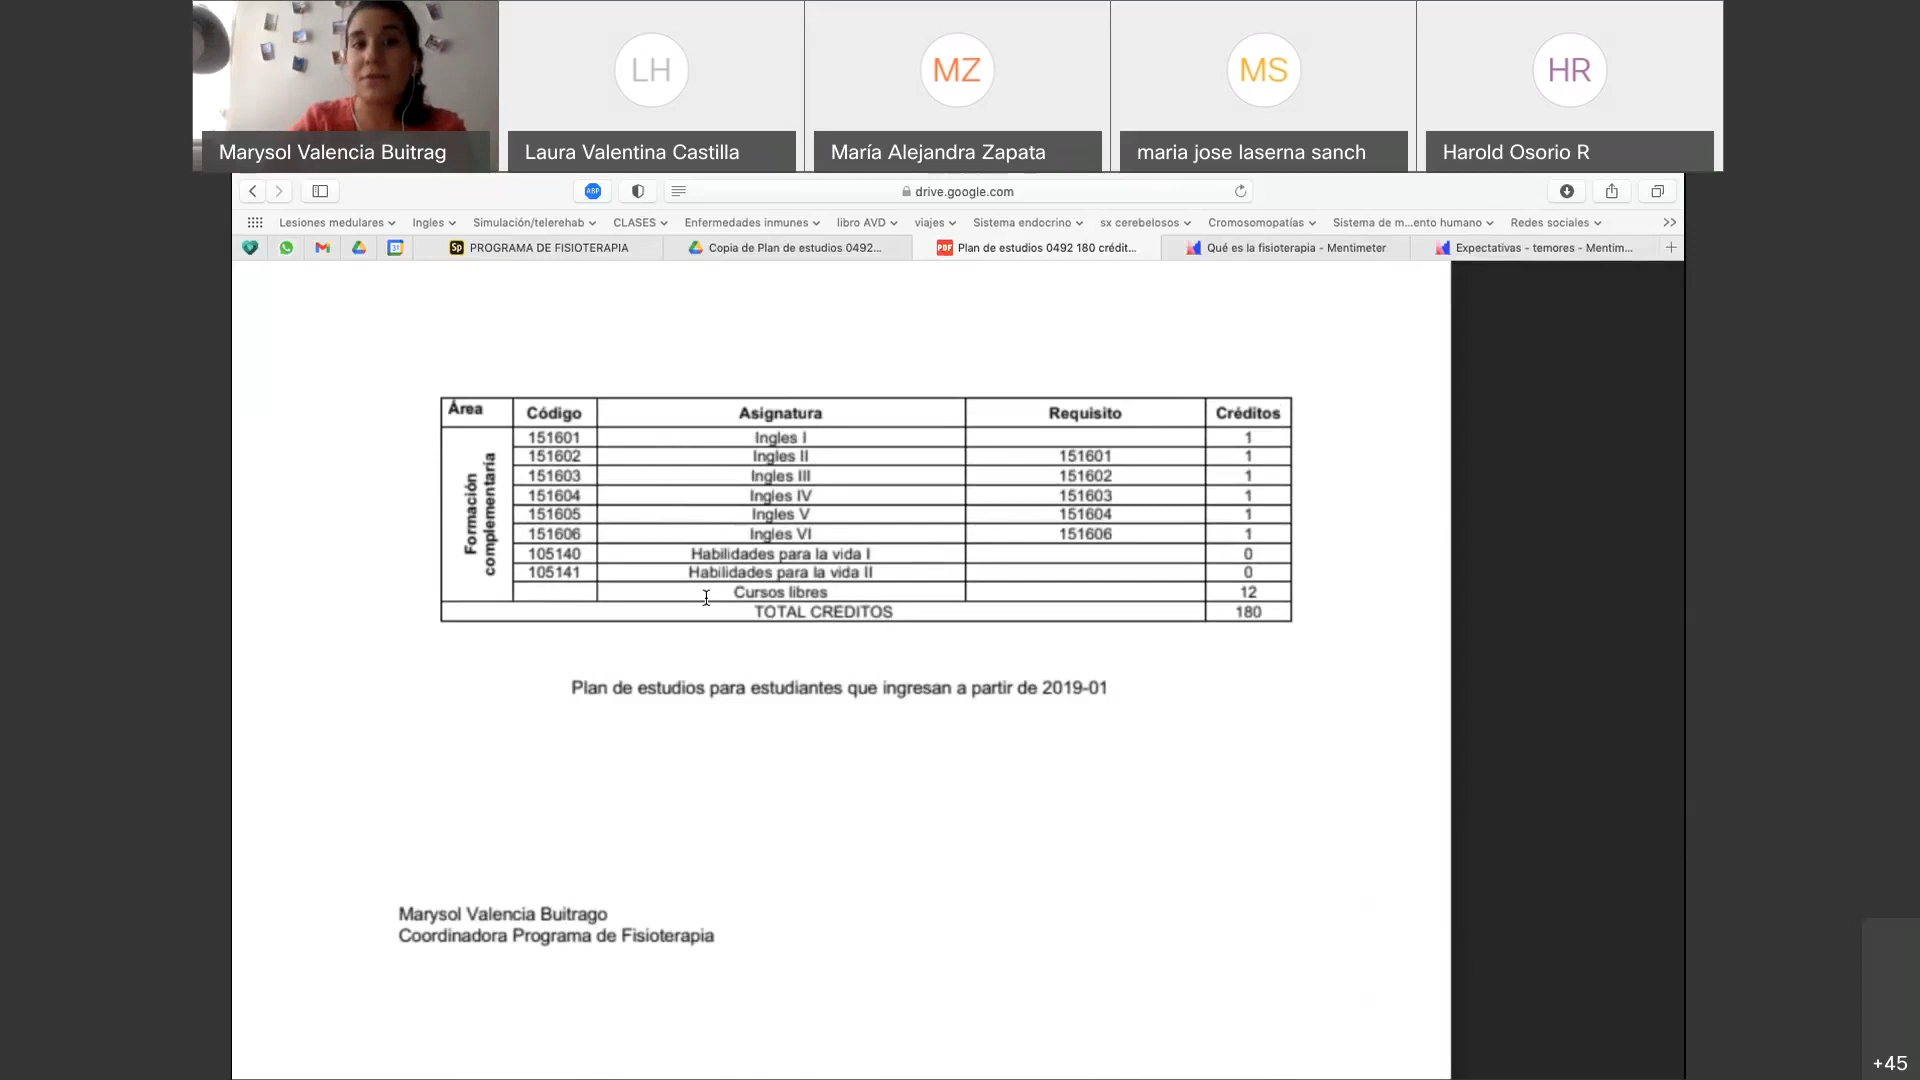 LH
MZ
MS
HR
Marysol Valencia Buitrag
Laura Valentina Castilla
María Alejandra Zapata
maria jose laserna sanch
Harold Osorio R
ABP
drive.google.com
Lesiones medulares
Ingles
Simulación/telerehab
CLASES
Enfermedades inmunes
libro AVD
viajes
Sistema endocrino
sx cerebelosos
Cromosomopatías
Sistema de m...ento humano
Redes sociales
>>
31
Sp PROGRAMA DE FISIOTERAPIA
Copia de Plan de estudios 0492...
PDF Plan de estudios 0492 180 crédit...
Qué es la fisioterapia - Mentimeter
Expectativas - temores - Mentim...
+
Área Código Asignatura Requisito Créditos
Formación complementaria
151601 Ingles I 1
151602 Ingles II 151601 1
151603 Ingles III 151602 1
151604 Ingles IV 151603 1
151605 Ingles V 151604 1
151606 Ingles VI 151606 1
105140 Habilidades para la vida I 0
105141 Habilidades para la vida II 0
Cursos libres 12
TOTAL CREDITOS 180
Plan de estudios para estudiantes que ingresan a partir de 2019-01
Marysol Valencia Buitrago
Coordinadora Programa de Fisioterapia
+45